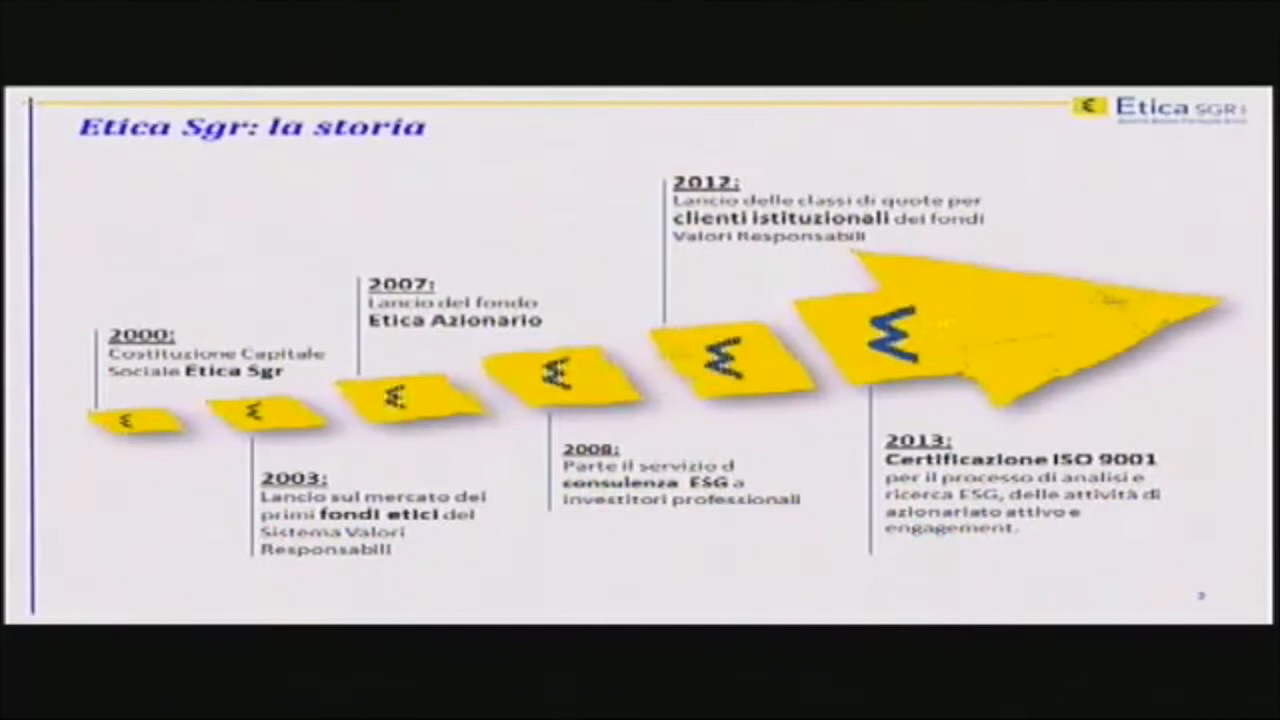 Etica Sgr: la storia
Etica SGR
2000:
Costituzione Capitale
Sociale Etica Sgr
2003:
Lancio sul mercato dei
primi fondi etici del
Sistema Valori
Responsabili
2007:
Lancio del fondo
Etica Azionario
2008:
Parte il servizio d
consulenza ESG a
investitori professionali
2012:
Lancio delle classi di quote per
clienti istituzionali dei fondi
Valori Responsabili
2013:
Certificazione ISO 9001
per il processo di analisi e
ricerca ESG, delle attività di
azionariato attivo e
engagement.